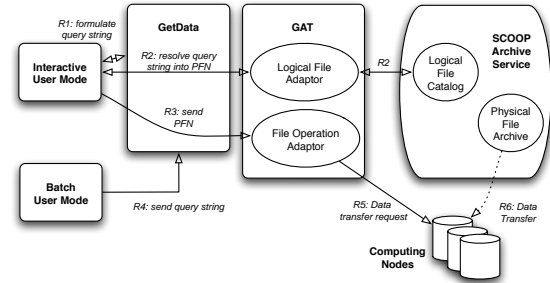 R1: formulate
query string
GetData
GAT
SCOOP
Archive
Service
Interactive
User Mode
R2: resolve query
string into PFN
Logical File
Adaptor
R2
Logical
File
Catalog
R3: send
PFN
File Operation
Adaptor
Physical
File
Archive
Batch
User Mode
R4: send query string
R5: Data
transfer request
R6: Data
Transfer
Computing
Nodes